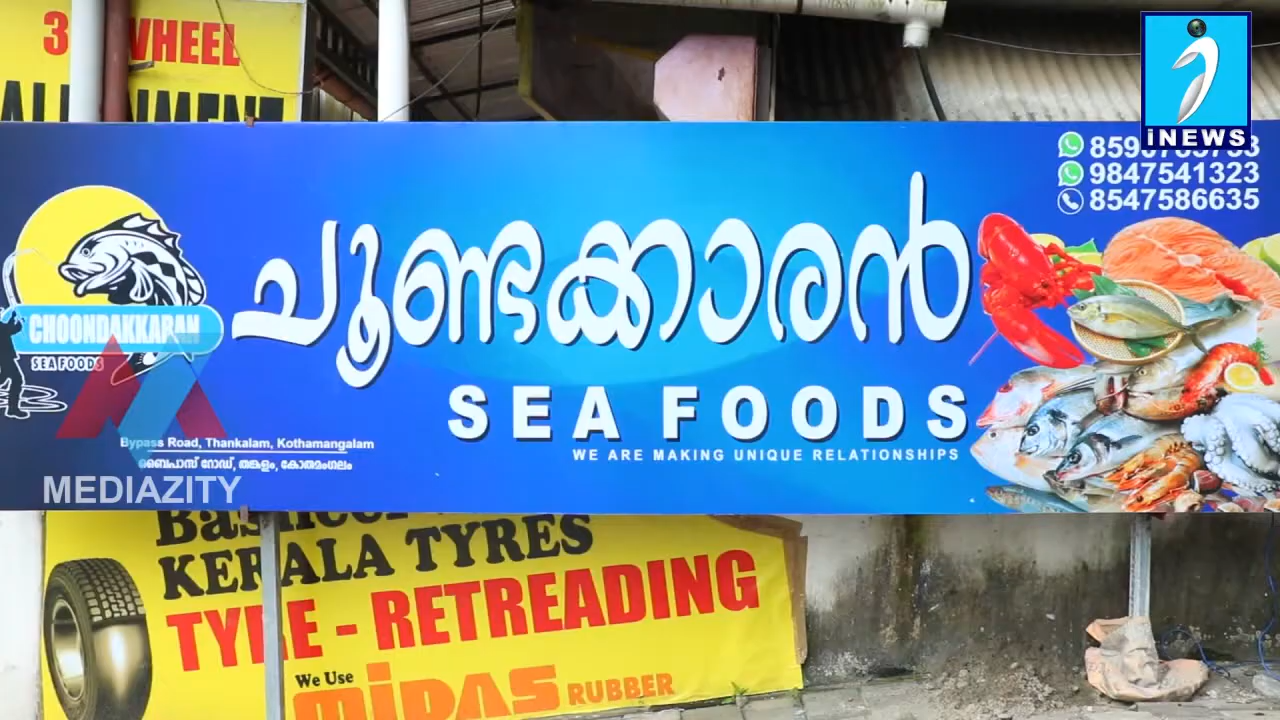 3
WHEEL
iNEWS
9847541323
8547586635
ചൂണ്ടക്കാരൻ
CHOONDAKKARAN
SEA FOODS
SEA FOODS
WE ARE MAKING UNIQUE RELATIONSHIPS
Bypass Road, Thankalam, Kothamangalam
ബൈപാസ് റോഡ്, തങ്കളം, കോതമംഗലം
MEDIAZITY
KERALA TYRES
TYRE - RETREADING
We Use
MIDAS RUBBER